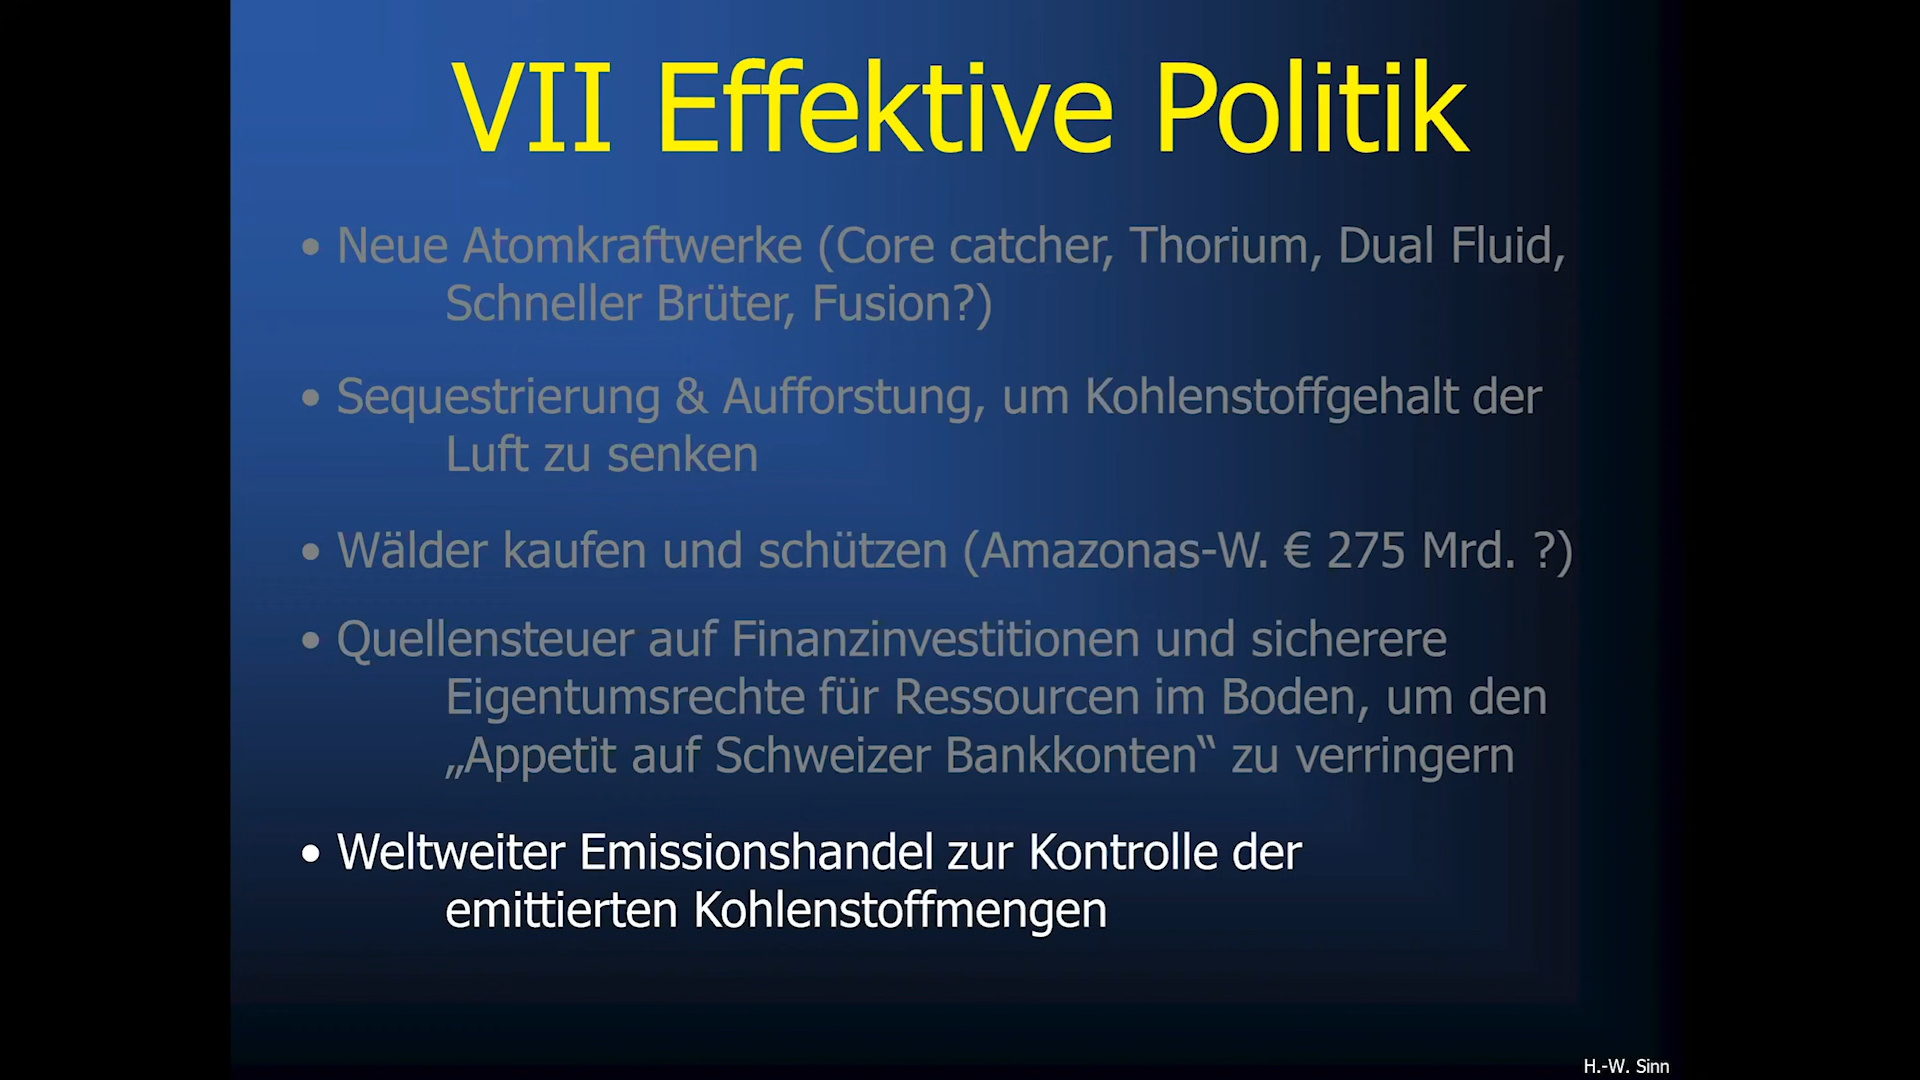 VII Effektive Politik
• Neue Atomkraftwerke (Core catcher, Thorium, Dual Fluid,
Schneller Brüter, Fusion?)
• Sequestrierung & Aufforstung, um Kohlenstoffgehalt der
Luft zu senken
• Wälder kaufen und schützen (Amazonas-W. € 275 Mrd. ?)
• Quellensteuer auf Finanzinvestitionen und sicherere
Eigentumsrechte für Ressourcen im Boden, um den
„Appetit auf Schweizer Bankkonten“ zu verringern
• Weltweiter Emissionshandel zur Kontrolle der
emittierten Kohlenstoffmengen
H.-W. Sinn